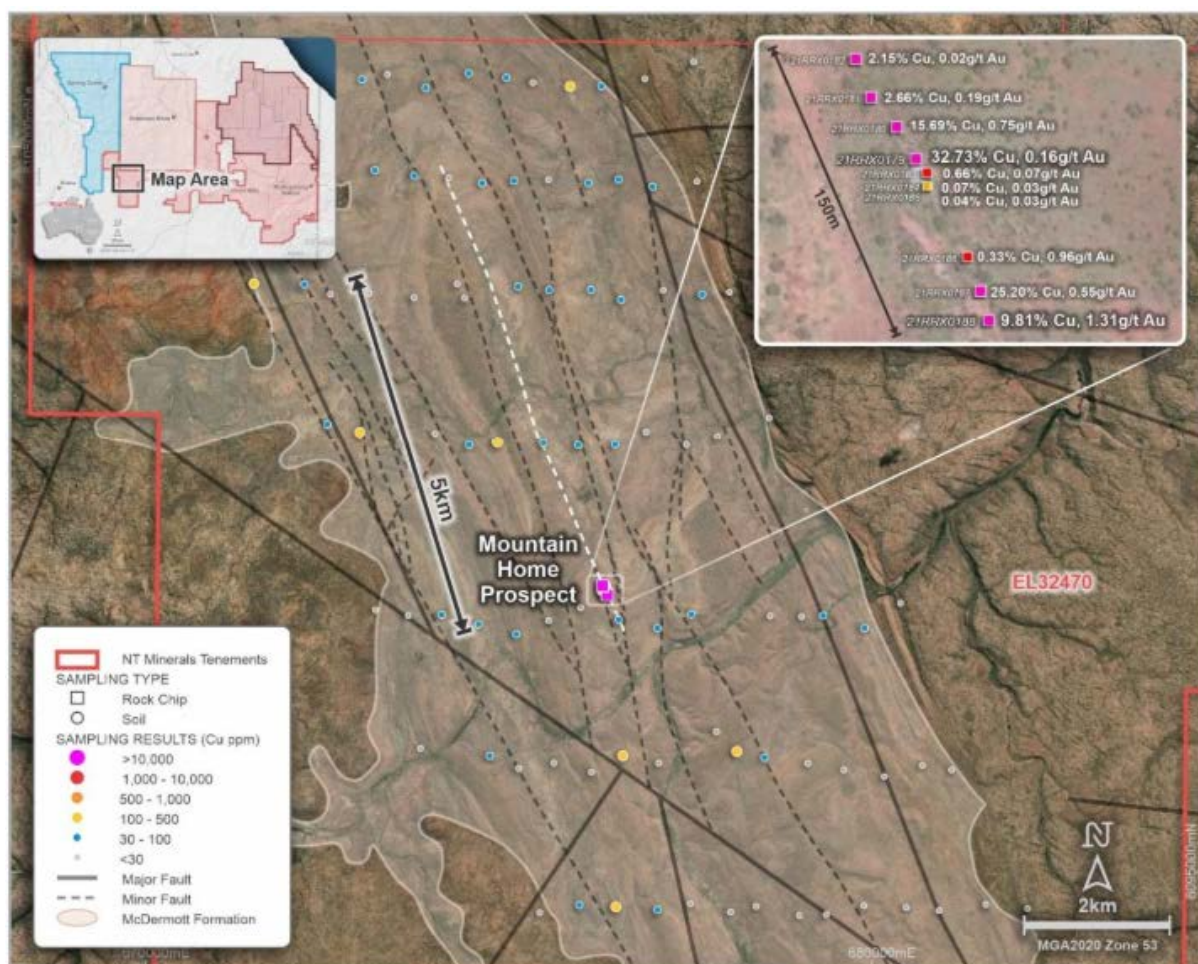 Map Area
21RRX0182 2.15% Cu, 0.02g/t Au
2.66% Cu, 0.19g/t Au
15.69% Cu, 0.75g/t Au
21RRX0179 32.73% Cu, 0.16g/t Au
0.66% Cu, 0.07g/t Au
21RRX0184 0.07% Cu, 0.03g/t Au
0.04% Cu, 0.03g/t Au
150m
0.33% Cu, 0.96g/t Au
25.20% Cu, 0.55g/t Au
21RRX0188 9.81% Cu, 1.31g/t Au
5km
Mountain
Home
Prospect
EL32470
NT Minerals Tenements
SAMPLING TYPE
Rock Chip
Soil
SAMPLING RESULTS (Cu ppm)
>10,000
1,000 - 10,000
500 - 1,000
100 - 500
30 - 100
<30
Major Fault
Minor Fault
McDermott Formation
N
2km
MGA2020 Zone 53
680000mE